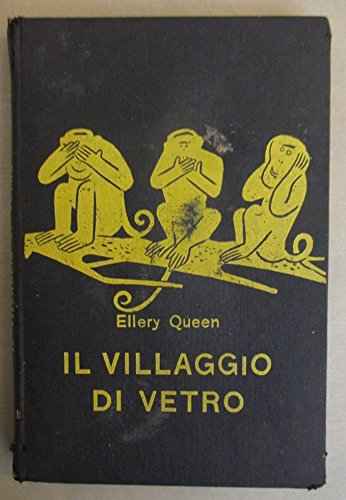 Ellery Queen
IL VILLAGGIO
DI VETRO